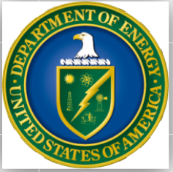 DEPARTMENT OF ENERGY
UNITED STATES OF AMERICA